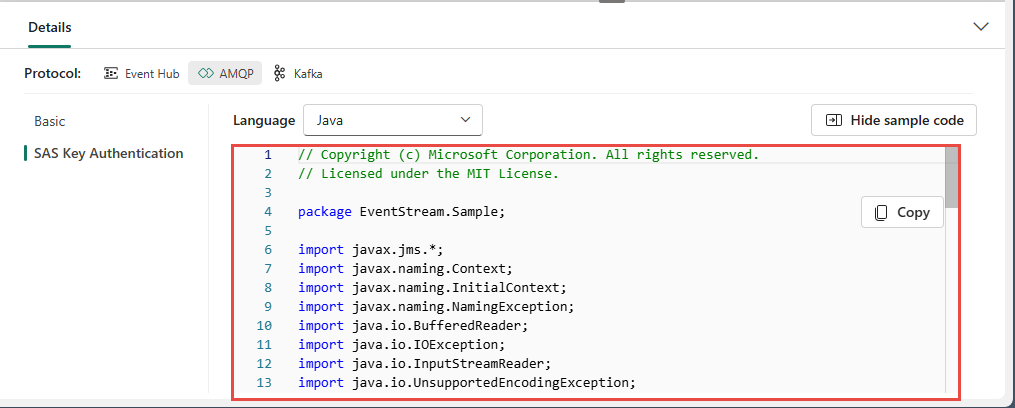 Details
Protocol: Event Hub AMQP Kafka
Basic
SAS Key Authentication
Language Java Hide sample code
1 // Copyright (c) Microsoft Corporation. All rights reserved.
2 // Licensed under the MIT License.
3
4 package EventStream.Sample;
Copy
5
6 import javax.jms.*;
7 import javax.naming.Context;
8 import javax.naming.InitialContext;
9 import javax.naming.NamingException;
10 import java.io.BufferedReader;
11 import java.io.IOException;
12 import java.io.InputStreamReader;
13 import java.io.UnsupportedEncodingException;